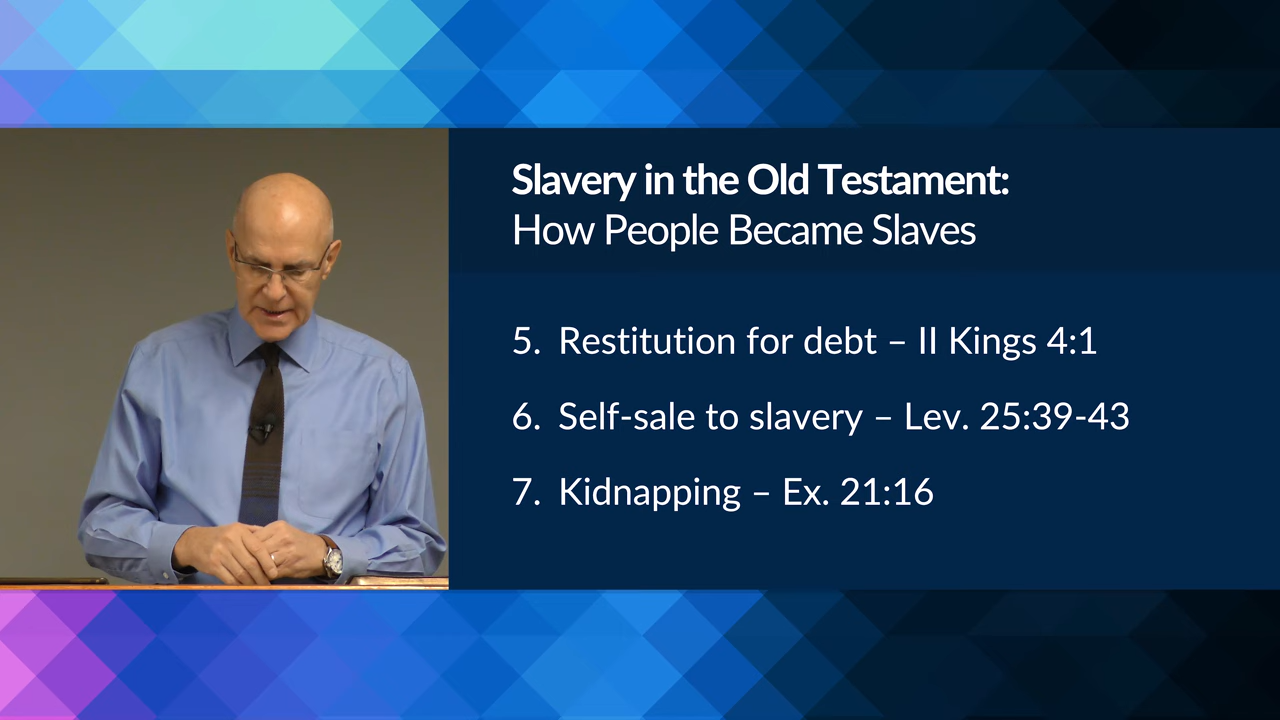 Slavery in the Old Testament:
How People Became Slaves
5. Restitution for debt – II Kings 4:1
6. Self-sale to slavery – Lev. 25:39-43
7. Kidnapping – Ex. 21:16